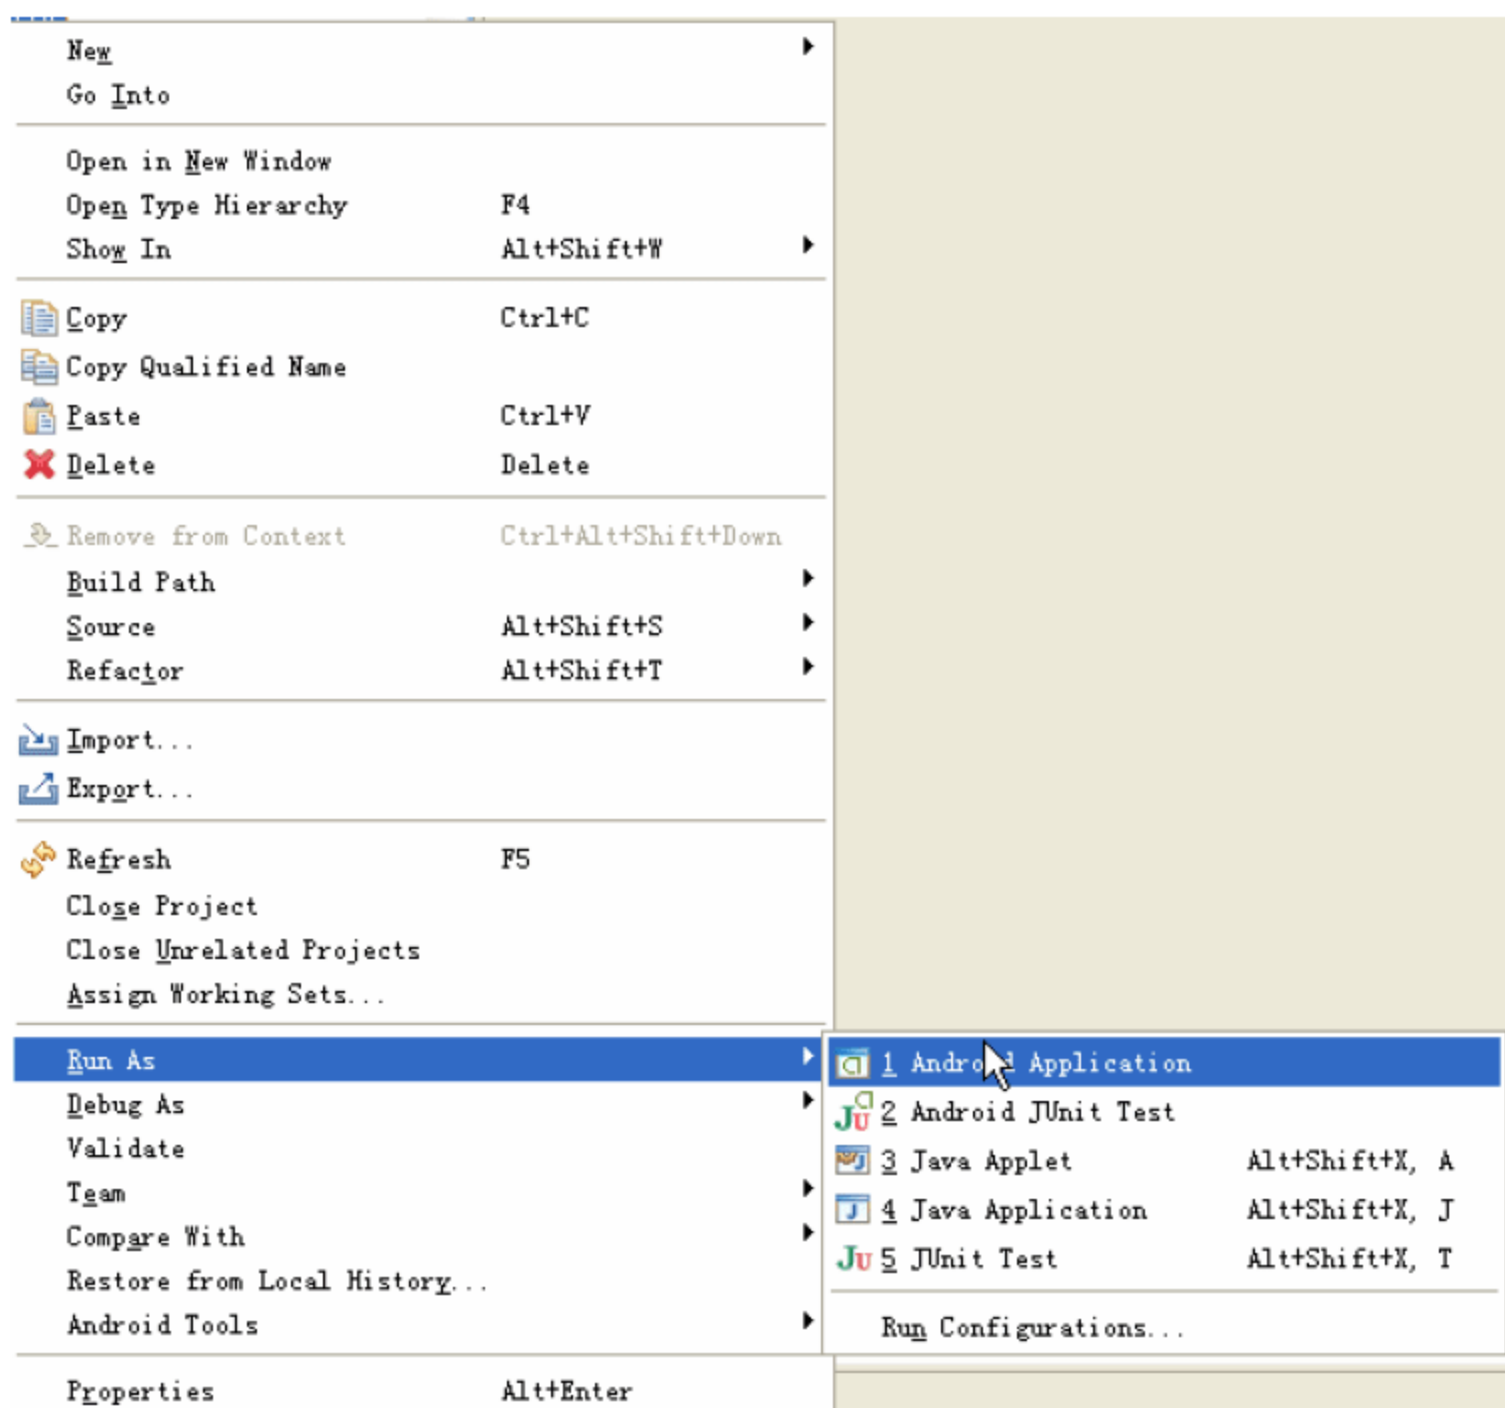 New
Go Into
Open in New Window
Open Type Hierarchy F4
Show In Alt+Shift+W
Copy Ctrl+C
Copy Qualified Name
Paste Ctrl+V
Delete Delete
Remove from Context Ctrl+Alt+Shift+Down
Build Path
Source Alt+Shift+S
Refactor Alt+Shift+T
Import...
Export...
Refresh F5
Close Project
Close Unrelated Projects
Assign Working Sets...
Run As
Debug As
Validate
Team
Compare With
Restore from Local History...
Android Tools
Properties Alt+Enter
1 Android Application
2 Android JUnit Test
3 Java Applet Alt+Shift+X, A
4 Java Application Alt+Shift+X, J
5 JUnit Test Alt+Shift+X, T
Run Configurations...